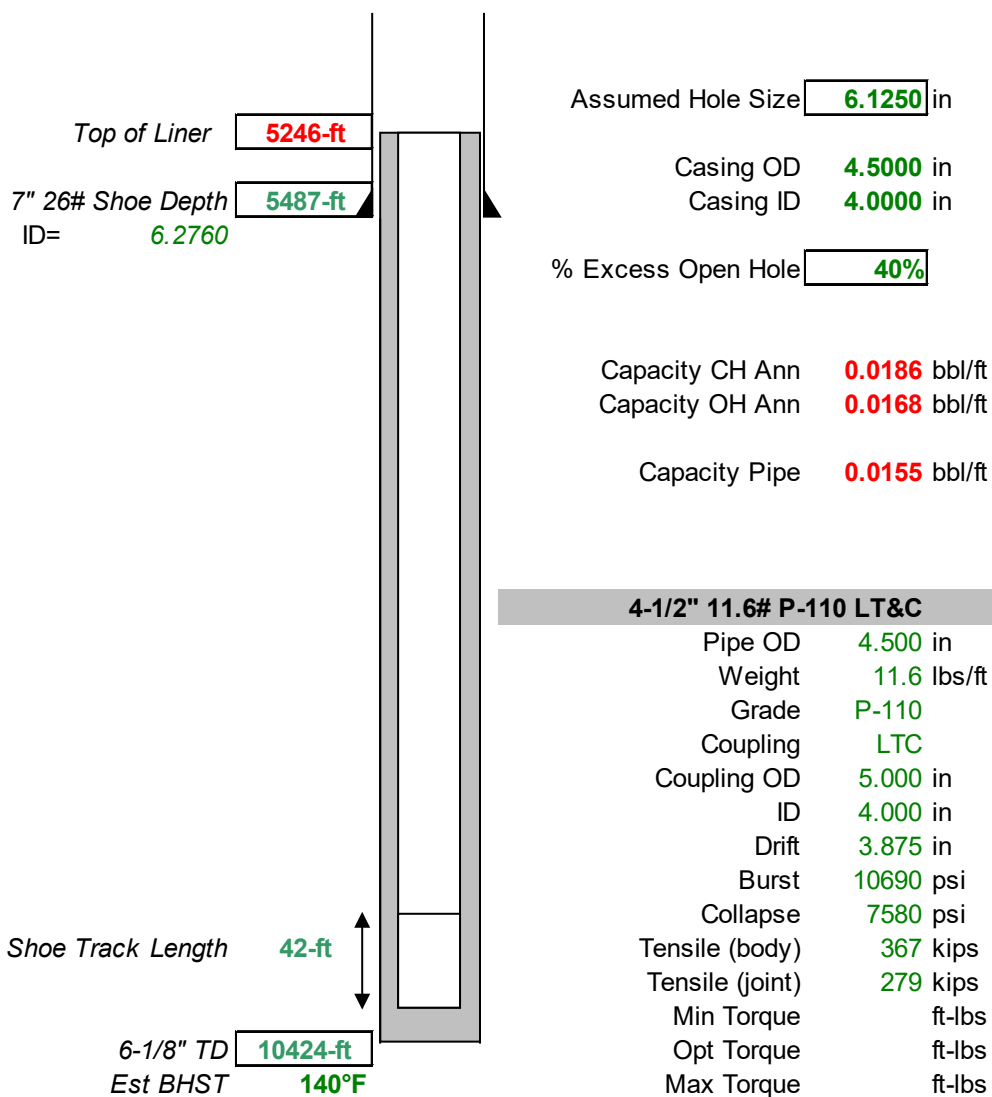 Assumed Hole Size 6.1250 in
Top of Liner 5246-ft
Casing OD 4.5000 in
7" 26# Shoe Depth 5487-ft
Casing ID 4.0000 in
ID= 6.2760
% Excess Open Hole 40%
Capacity CH Ann 0.0186 bbl/ft
Capacity OH Ann 0.0168 bbl/ft
Capacity Pipe 0.0155 bbl/ft
4-1/2" 11.6# P-110 LT&C
Pipe OD 4.500 in
Weight 11.6 lbs/ft
Grade P-110
Coupling LTC
Coupling OD 5.000 in
ID 4.000 in
Drift 3.875 in
Burst 10690 psi
Collapse 7580 psi
Shoe Track Length 42-ft
Tensile (body) 367 kips
Tensile (joint) 279 kips
Min Torque ft-lbs
6-1/8" TD 10424-ft
Opt Torque ft-lbs
Est BHST 140°F
Max Torque ft-lbs